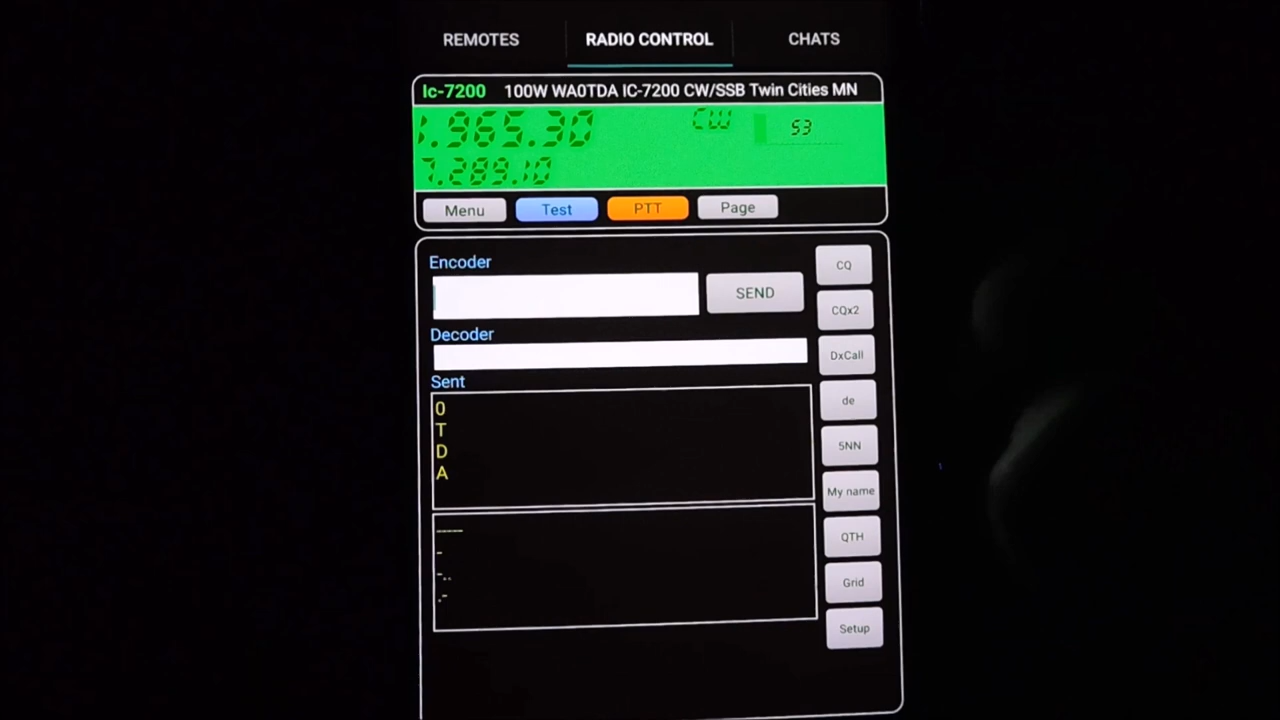 REMOTES RADIO CONTROL CHATS
Ic-7200 100W WA0TDA IC-7200 CW/SSB Twin Cities MN
.965.30 CW S3
7.289.10
Menu Test PTT Page
Encoder
SEND
Decoder
Sent
0
T
D
A
-----
-
-..
.-
CQ
CQx2
DxCall
de
5NN
My name
QTH
Grid
Setup